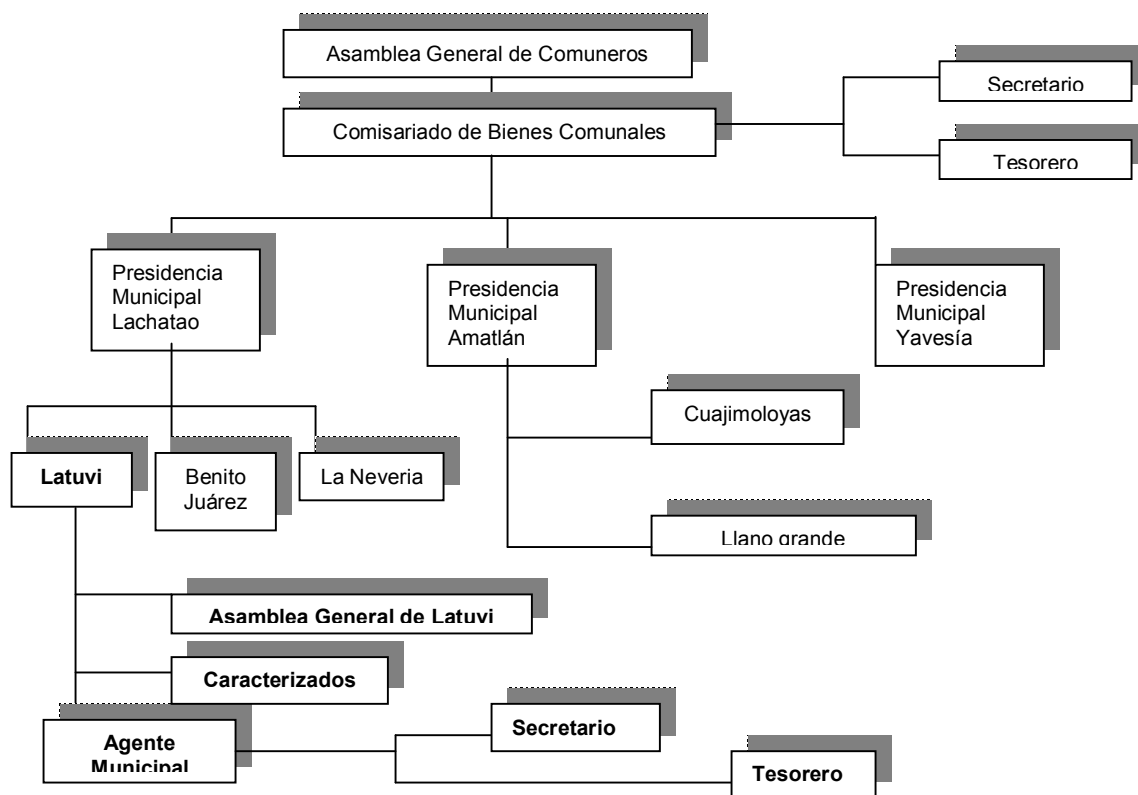 Asamblea General de Comuneros
Comisariado de Bienes Comunales
Secretario
Tesorero
Presidencia
Municipal
Lachatao
Presidencia
Municipal
Amatlán
Presidencia
Municipal
Yavesía
Cuajimoloyas
Llano grande
Latuvi
Benito
Juárez
La Neveria
Asamblea General de Latuvi
Caracterizados
Agente
Municipal
Secretario
Tesorero